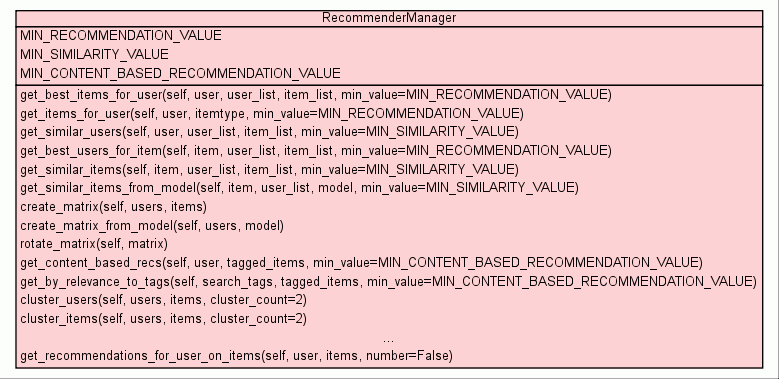 RecommenderManager
MIN_RECOMMENDATION_VALUE
MIN_SIMILARITY_VALUE
MIN_CONTENT_BASED_RECOMMENDATION_VALUE
get_best_items_for_user(self, user, user_list, item_list, min_value=MIN_RECOMMENDATION_VALUE)
get_items_for_user(self, user, itemtype, min_value=MIN_RECOMMENDATION_VALUE)
get_similar_users(self, user, user_list, item_list, min_value=MIN_SIMILARITY_VALUE)
get_best_users_for_item(self, item, user_list, item_list, min_value=MIN_RECOMMENDATION_VALUE)
get_similar_items(self, item, user_list, item_list, min_value=MIN_SIMILARITY_VALUE)
get_similar_items_from_model(self, item, user_list, model, min_value=MIN_SIMILARITY_VALUE)
create_matrix(self, users, items)
create_matrix_from_model(self, users, model)
rotate_matrix(self, matrix)
get_content_based_recs(self, user, tagged_items, min_value=MIN_CONTENT_BASED_RECOMMENDATION_VALUE)
get_by_relevance_to_tags(self, search_tags, tagged_items, min_value=MIN_CONTENT_BASED_RECOMMENDATION_VALUE)
cluster_users(self, users, items, cluster_count=2)
cluster_items(self, users, items, cluster_count=2)
...
get_recommendations_for_user_on_items(self, user, items, number=False)